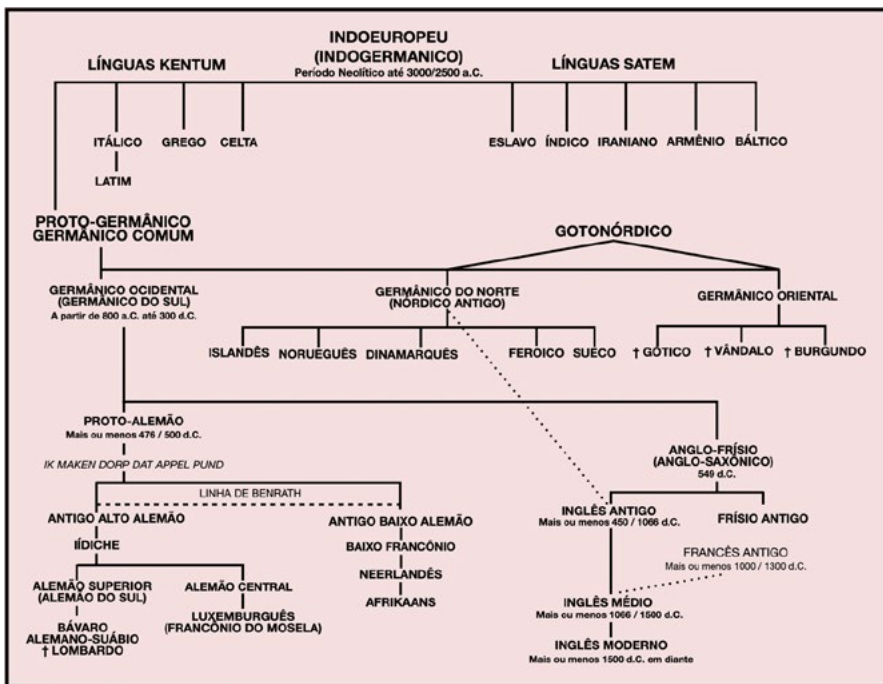 INDOEUROPEU
(INDOGERMANICO)
Período Neolítico até 3000/2500 a.C.
LÍNGUAS KENTUM
LÍNGUAS SATEM
ITÁLICO
GREGO
CELTA
ESLAVO
ÍNDICO
IRANIANO
ARMÊNIO
BÁLTICO
LATIM
PROTO-GERMÂNICO
GERMÂNICO COMUM
GOTONÓRDICO
GERMÂNICO OCIDENTAL
(GERMÂNICO DO SUL)
A partir de 800 a.C. até 300 d.C.
GERMÂNICO DO NORTE
(NÓRDICO ANTIGO)
GERMÂNICO ORIENTAL
ISLANDÊS
NORUEGUÊS
DINAMARQUÊS
FEROICO
SUECO
† GÓTICO
† VÂNDALO
† BURGUNDO
PROTO-ALEMÃO
Mais ou menos 476 / 500 d.C.
IK MAKEN DORP DAT APPEL PUND
ANGLO-FRÍSIO
(ANGLO-SAXÔNICO)
549 d.C.
LINHA DE BENRATH
ANTIGO ALTO ALEMÃO
ANTIGO BAIXO ALEMÃO
INGLÊS ANTIGO
Mais ou menos 450 / 1066 d.C.
FRÍSIO ANTIGO
IÍDICHE
BAIXO FRANCÔNIO
NEERLANDÊS
AFRIKAANS
FRANCÊS ANTIGO
Mais ou menos 1000 / 1300 d.C.
ALEMÃO SUPERIOR
(ALEMÃO DO SUL)
ALEMÃO CENTRAL
BÁVARO
ALEMANO-SUÁBIO
† LOMBARDO
LUXEMBURGUÊS
(FRANCÔNIO DO MOSELA)
INGLÊS MÉDIO
Mais ou menos 1066 / 1500 d.C.
INGLÊS MODERNO
Mais ou menos 1500 d.C. em diante